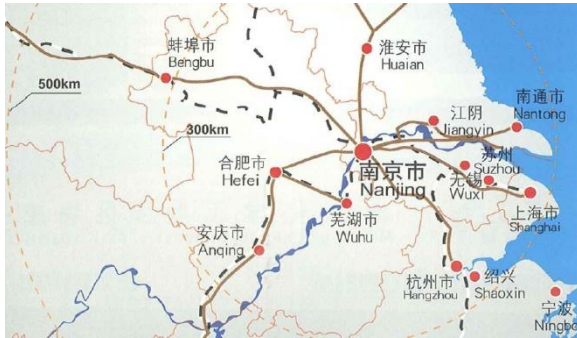 蚌埠市
Bengbu
淮安市
Huaian
500km
300km
江阴
Jiangyin
南通市
Nantong
合肥市
Hefei
南京市
Nanjing
苏州
Suzhou
无锡
Wuxi
芜湖市
Wuhu
上海市
Shanghai
安庆市
Anqing
杭州市
Hangzhou
绍兴
Shaoxin
宁波
Ningbo